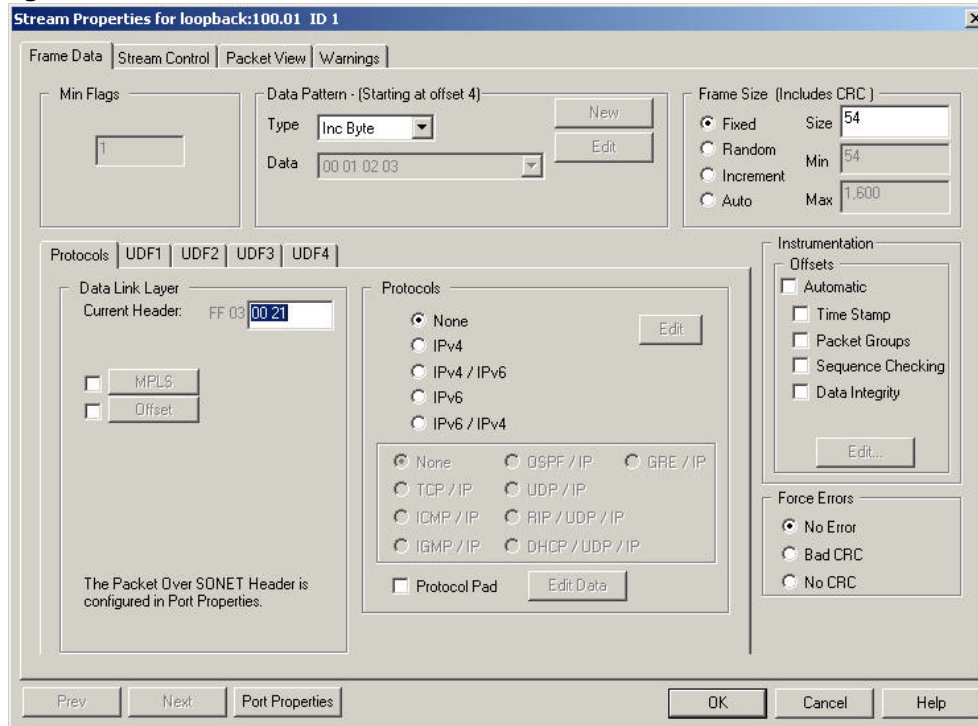 Stream Properties for loopback:100.01 ID 1
Frame Data Stream Control Packet View Warnings
Min Flags
1
Data Pattern - (Starting at offset 4)
Type Inc Byte
Data 00 01 02 03
New
Edit
Frame Size (Includes CRC )
Fixed Size 54
Random Min 54
Increment
Auto Max 1,600
Protocols UDF1 UDF2 UDF3 UDF4
Data Link Layer
Current Header: FF 03 00 21
MPLS
Offset
The Packet Over SONET Header is
configured in Port Properties.
Protocols
None
Edit
IPv4
IPv4 / IPv6
IPv6
IPv6 / IPv4
None OSPF / IP GRE / IP
TCP / IP UDP / IP
ICMP / IP RIP / UDP / IP
IGMP / IP DHCP / UDP / IP
Protocol Pad Edit Data
Instrumentation
Offsets
Automatic
Time Stamp
Packet Groups
Sequence Checking
Data Integrity
Edit...
Force Errors
No Error
Bad CRC
No CRC
Prev Next Port Properties OK Cancel Help